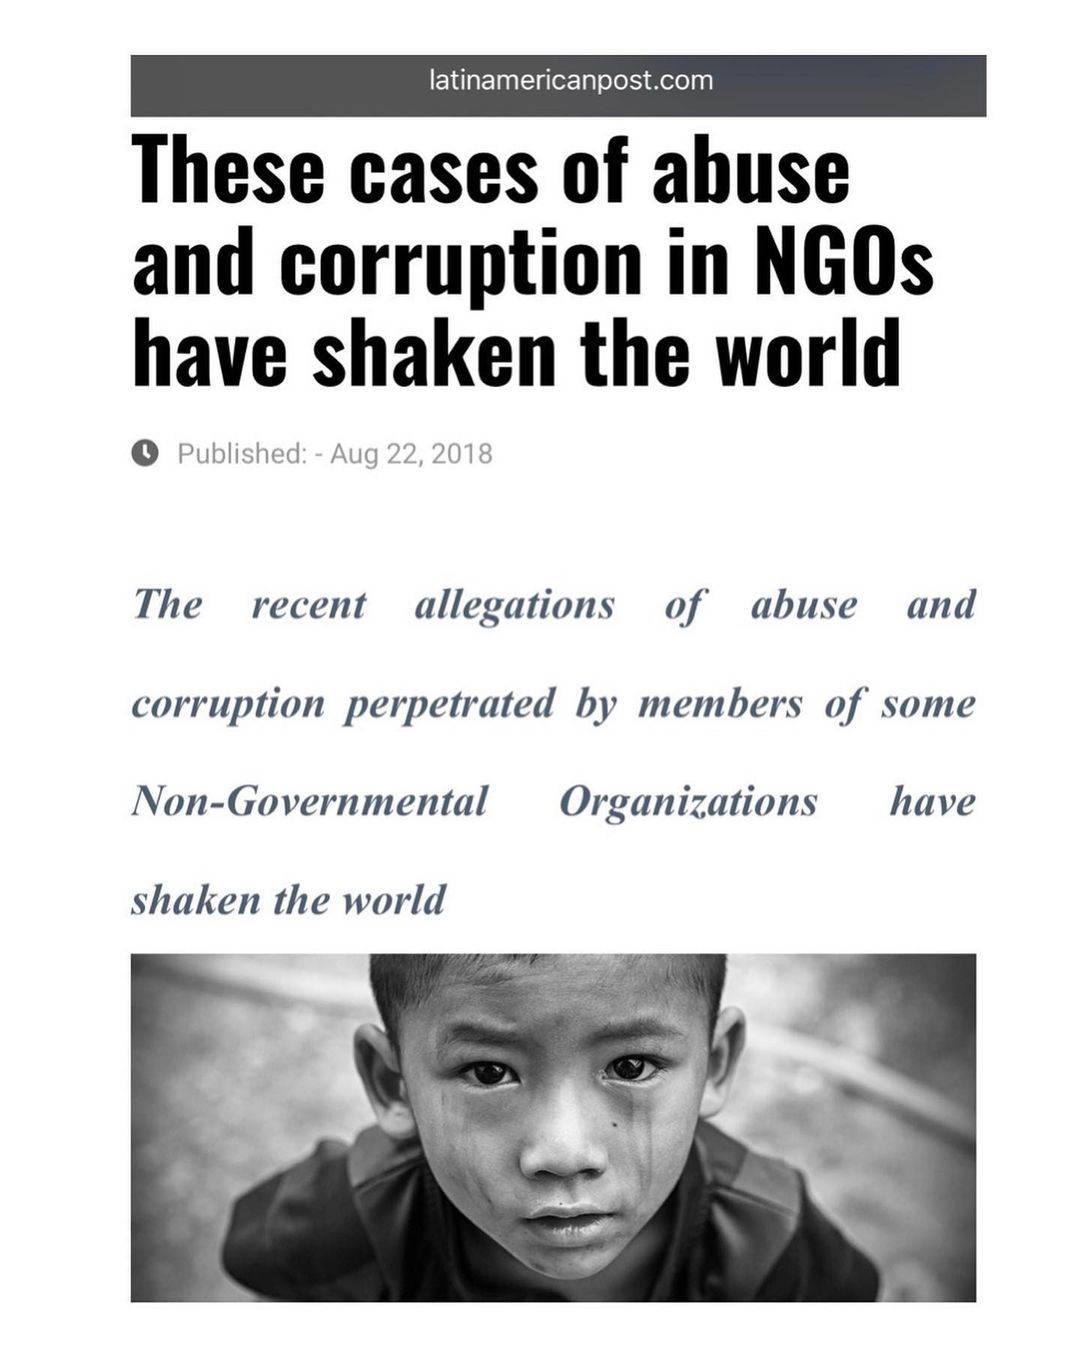 latinamericanpost.com
These cases of abuse
and corruption in NGOs
have shaken the world
Published: - Aug 22, 2018
The recent allegations of abuse and
corruption perpetrated by members of some
Non-Governmental Organizations have
shaken the world